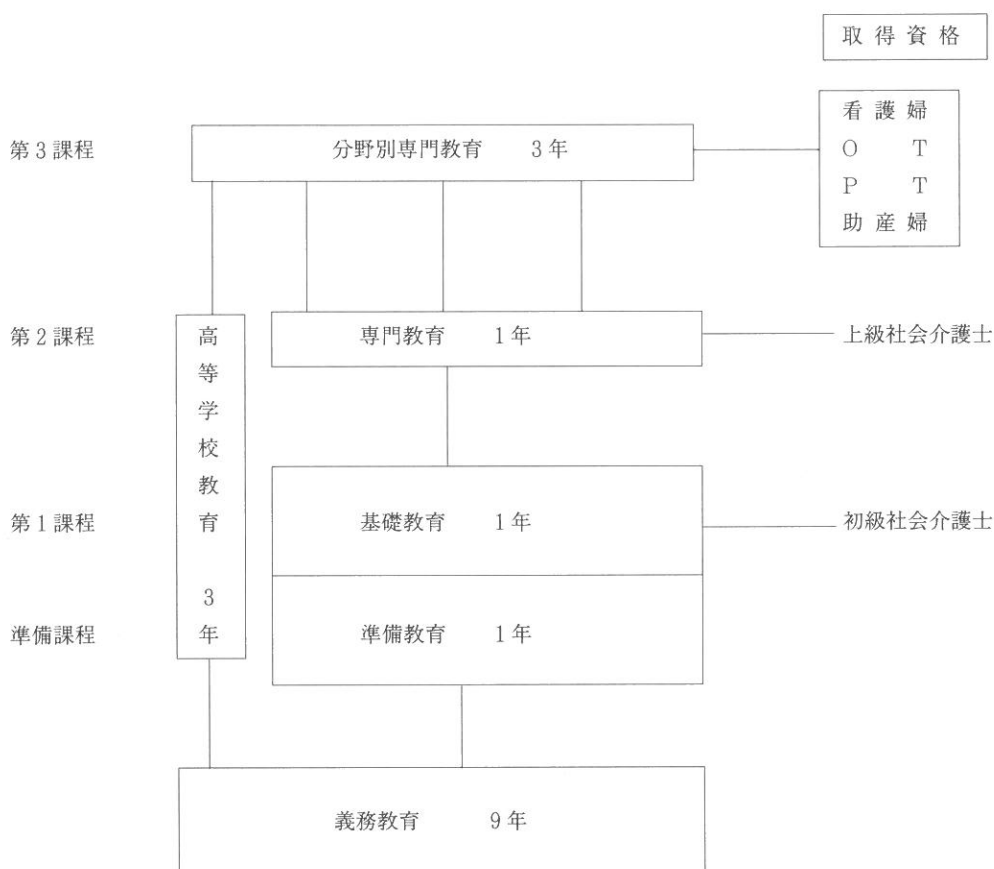 取得資格
看護婦
第3課程 分野別専門教育 3年 O T
P T
助産婦
第2課程 高等学校教育 3年 専門教育 1年 上級社会介護士
第1課程 基礎教育 1年 初級社会介護士
準備課程 準備教育 1年
義務教育 9年